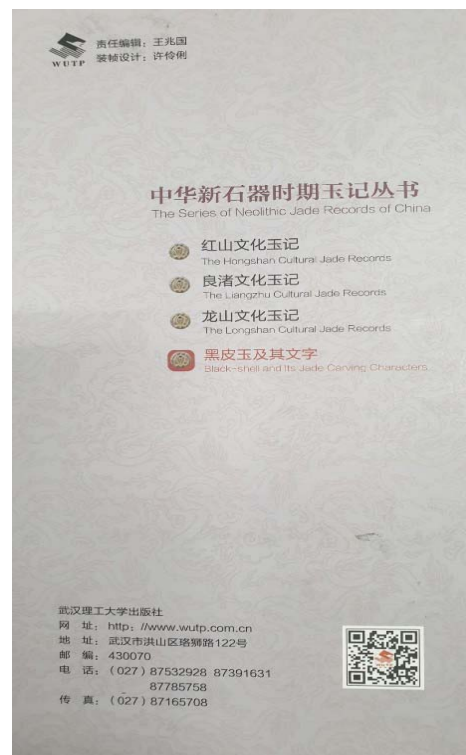 责任编辑：王兆国
装帧设计：许伶俐
WUTP
中华新石器时期玉记丛书
The Series of Neolithic Jade Records of China
红山文化玉记
The Hongshan Cultural Jade Records
良渚文化玉记
The Liangzhu Cultural Jade Records
龙山文化玉记
The Longshan Cultural Jade Records
黑皮玉及其文字
Black-shell and Its Jade Carving Characters
武汉理工大学出版社
网 址：http：//www.wutp.com.cn
地 址：武汉市洪山区珞狮路122号
邮 编：430070
电 话：（027）87532928 87391631
87785758
传 真：（027）87165708